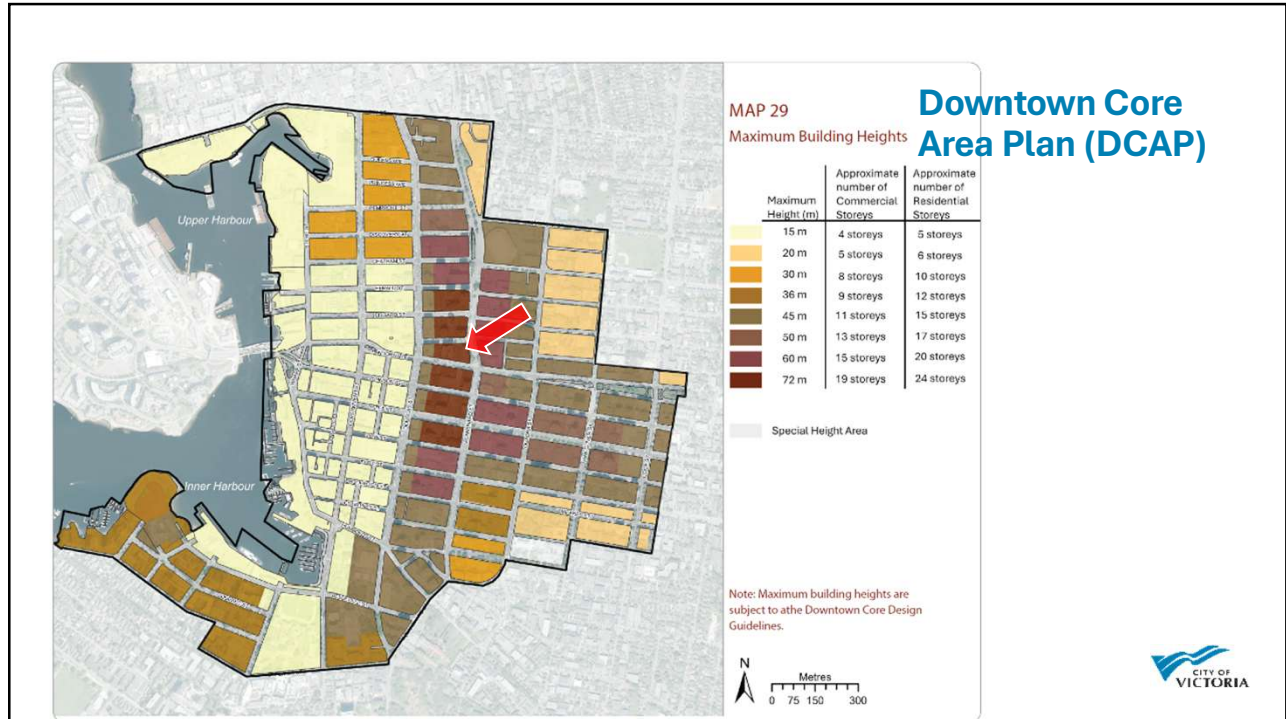 Downtown Core
Area Plan (DCAP)
MAP 29
Maximum Building Heights
Maximum
Height (m)
Approximate
number of
Commercial
Storeys
Approximate
number of
Residential
Storeys
15 m 4 storeys 5 storeys
20 m 5 storeys 6 storeys
30 m 8 storeys 10 storeys
36 m 9 storeys 12 storeys
45 m 11 storeys 15 storeys
50 m 13 storeys 17 storeys
60 m 15 storeys 20 storeys
72 m 19 storeys 24 storeys
Special Height Area
Upper Harbour
Inner Harbour
Note: Maximum building heights are
subject to athe Downtown Core Design
Guidelines.
N
Metres
0 75 150 300
CITY OF
VICTORIA